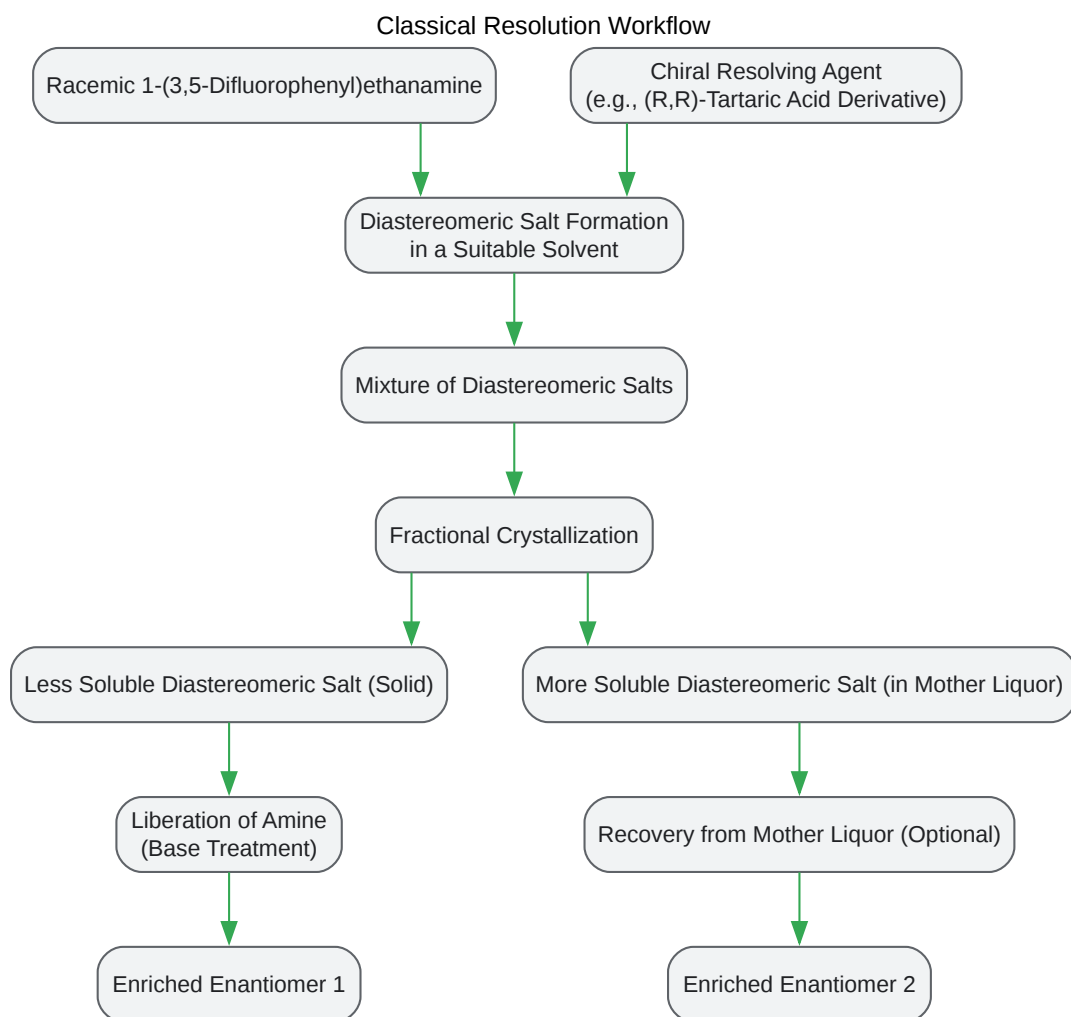 Classical Resolution Workflow
Racemic 1-(3,5-Difluorophenyl)ethanamine
Chiral Resolving Agent
(e.g., (R,R)-Tartaric Acid Derivative)
Diastereomeric Salt Formation
in a Suitable Solvent
Mixture of Diastereomeric Salts
Fractional Crystallization
Less Soluble Diastereomeric Salt (Solid)
More Soluble Diastereomeric Salt (in Mother Liquor)
Liberation of Amine
(Base Treatment)
Recovery from Mother Liquor (Optional)
Enriched Enantiomer 1
Enriched Enantiomer 2